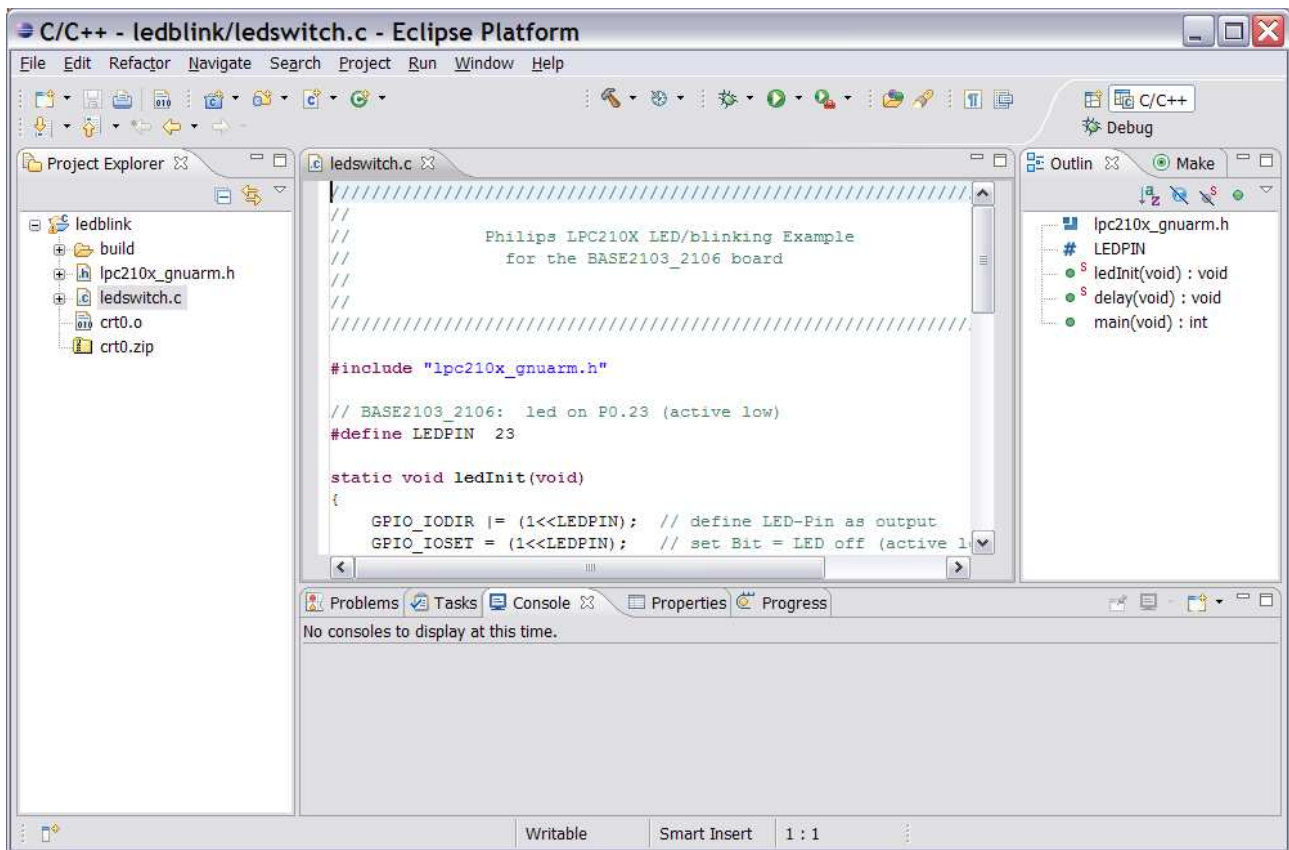 C/C++ - ledblink/ledswitch.c - Eclipse Platform
File Edit Refactor Navigate Search Project Run Window Help
C/C++
Debug
Project Explorer
ledblink
build
lpc210x_gnuarm.h
ledswitch.c
crt0.o
crt0.zip
ledswitch.c
//////////////////////////////////////////////////////////////
//
// Philips LPC210X LED/blinking Example
// for the BASE2103_2106 board
//
//
//////////////////////////////////////////////////////////////
#include "lpc210x_gnuarm.h"
// BASE2103_2106: led on P0.23 (active low)
#define LEDPIN 23
static void ledInit(void)
{
GPIO_IODIR |= (1<<LEDPIN); // define LED-Pin as output
GPIO_IOSET = (1<<LEDPIN); // set Bit = LED off (active l
Outlin
Make
lpc210x_gnuarm.h
LEDPIN
ledInit(void) : void
delay(void) : void
main(void) : int
Problems Tasks Console Properties Progress
No consoles to display at this time.
Writable Smart Insert 1 : 1